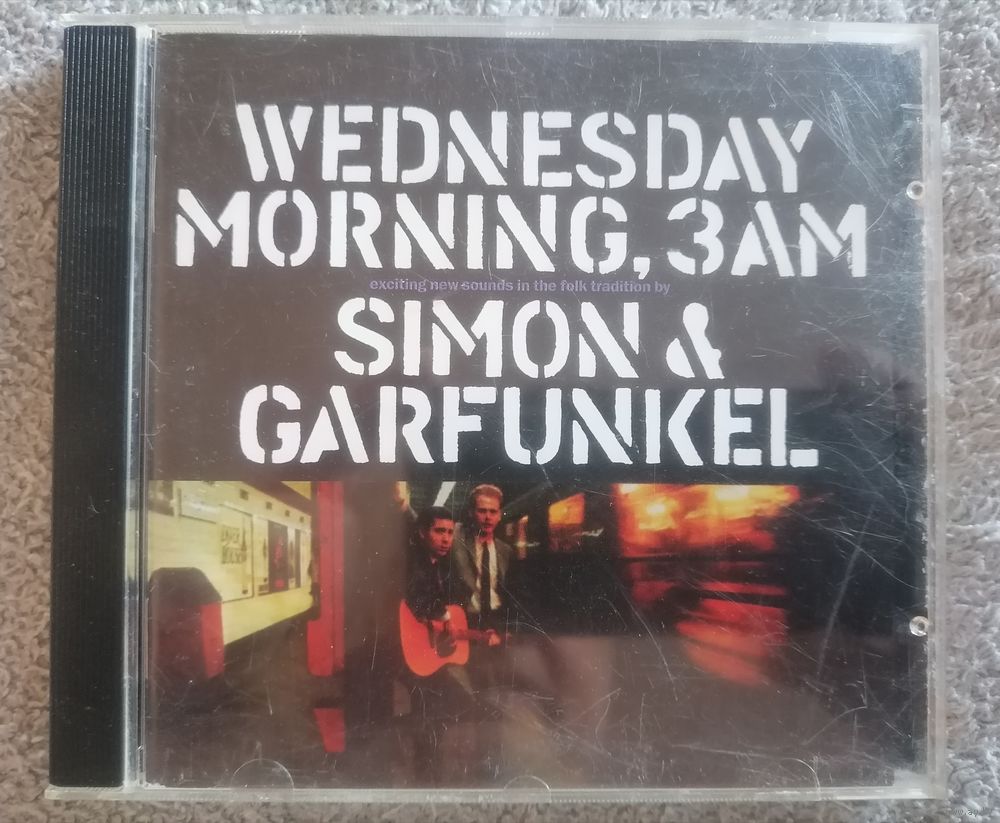 WEDNESDAY
MORNING, 3AM
exciting new sounds in the folk tradition by
SIMON &
GARFUNKEL